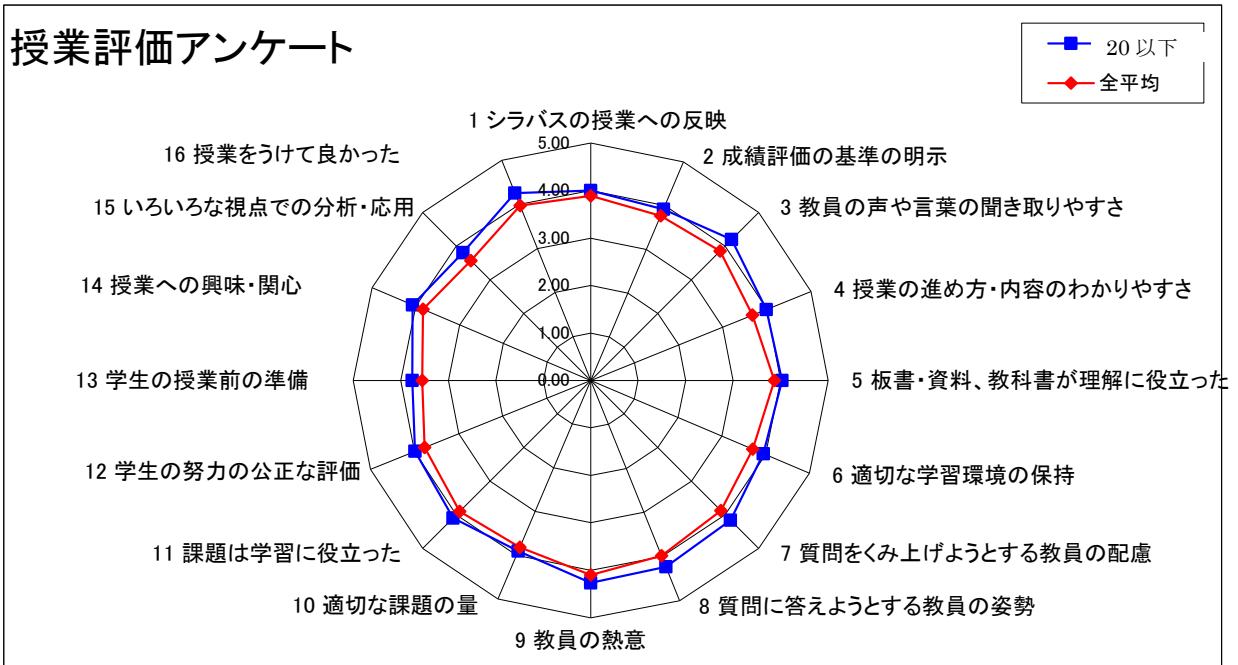 授業評価アンケート
20 以下
全平均
1 シラバスの授業への反映
2 成績評価の基準の明示
3 教員の声や言葉の聞き取りやすさ
4 授業の進め方・内容のわかりやすさ
5 板書・資料、教科書が理解に役立った
6 適切な学習環境の保持
7 質問をくみ上げようとする教員の配慮
8 質問に答えようとする教員の姿勢
9 教員の熱意
10 適切な課題の量
11 課題は学習に役立った
12 学生の努力の公正な評価
13 学生の授業前の準備
14 授業への興味・関心
15 いろいろな視点での分析・応用
16 授業をうけて良かった
5.00
4.00
3.00
2.00
1.00
0.00